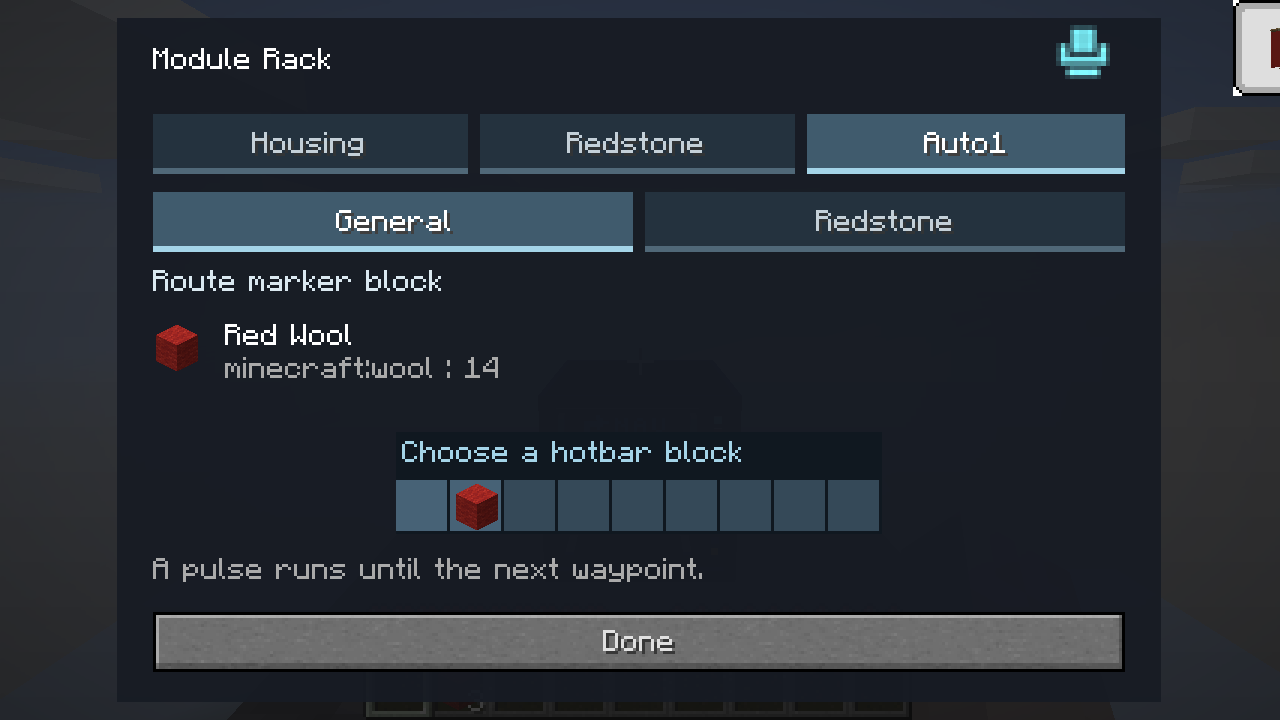 Module Rack
Housing Redstone Auto1
General Redstone
Route marker block
Red Wool
minecraft:wool : 14
Choose a hotbar block
A pulse runs until the next waypoint.
Done